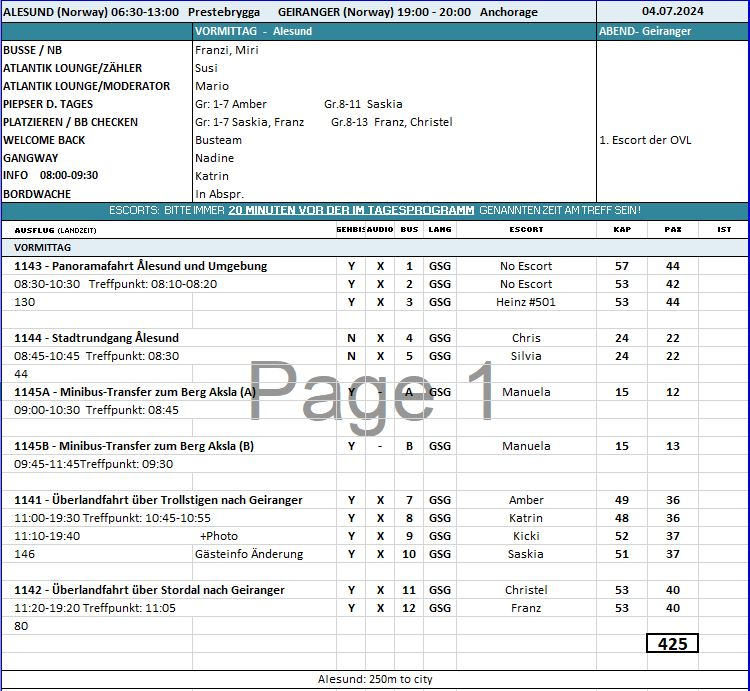 ALESUND (Norway) 06:30-13:00 Prestebrygga GEIRANGER (Norway) 19:00 - 20:00 Anchorage 04.07.2024
VORMITTAG - Alesund ABEND- Geiranger
BUSSE / NB Franzi, Miri
ATLANTIK LOUNGE/ZÄHLER Susi
ATLANTIK LOUNGE/MODERATOR Mario
PIEPSER D. TAGES Gr: 1-7 Amber Gr.8-11 Saskia
PLATZIEREN / BB CHECKEN Gr: 1-7 Saskia, Franz Gr.8-13 Franz, Christel
WELCOME BACK Busteam 1. Escort der OVL
GANGWAY Nadine
INFO 08:00-09:30 Katrin
BORDWACHE In Abspr.
ESCORTS: BITTE IMMER 20 MINUTEN VOR DER IM TAGESPROGRAMM GENANNTEN ZEIT AM TREFF SEIN!
AUSFLUG (LANDZEIT) GEHBIS AUDIO BUS LANG ESCORT KAP PAX IST
VORMITTAG
1143 - Panoramafahrt Ålesund und Umgebung Y X 1 GSG No Escort 57 44
08:30-10:30 Treffpunkt: 08:10-08:20 Y X 2 GSG No Escort 53 42
130 Y X 3 GSG Heinz #501 53 44
1144 - Stadtrundgang Ålesund N X 4 GSG Chris 24 22
08:45-10:45 Treffpunkt: 08:30 N X 5 GSG Silvia 24 22
44
1145A - Minibus-Transfer zum Berg Aksla (A) Y - A GSG Manuela 15 12
Page 1
09:00-10:30 Treffpunkt: 08:45
1145B - Minibus-Transfer zum Berg Aksla (B) Y - B GSG Manuela 15 13
09:45-11:45Treffpunkt: 09:30
1141 - Überlandfahrt über Trollstigen nach Geiranger Y X 7 GSG Amber 49 36
11:00-19:30 Treffpunkt: 10:45-10:55 Y X 8 GSG Katrin 48 36
11:10-19:40 +Photo Y X 9 GSG Kicki 52 37
146 Gästeinfo Änderung Y X 10 GSG Saskia 51 37
1142 - Überlandfahrt über Stordal nach Geiranger Y X 11 GSG Christel 53 40
11:20-19:20 Treffpunkt: 11:05 Y X 12 GSG Franz 53 40
80
425
Alesund: 250m to city